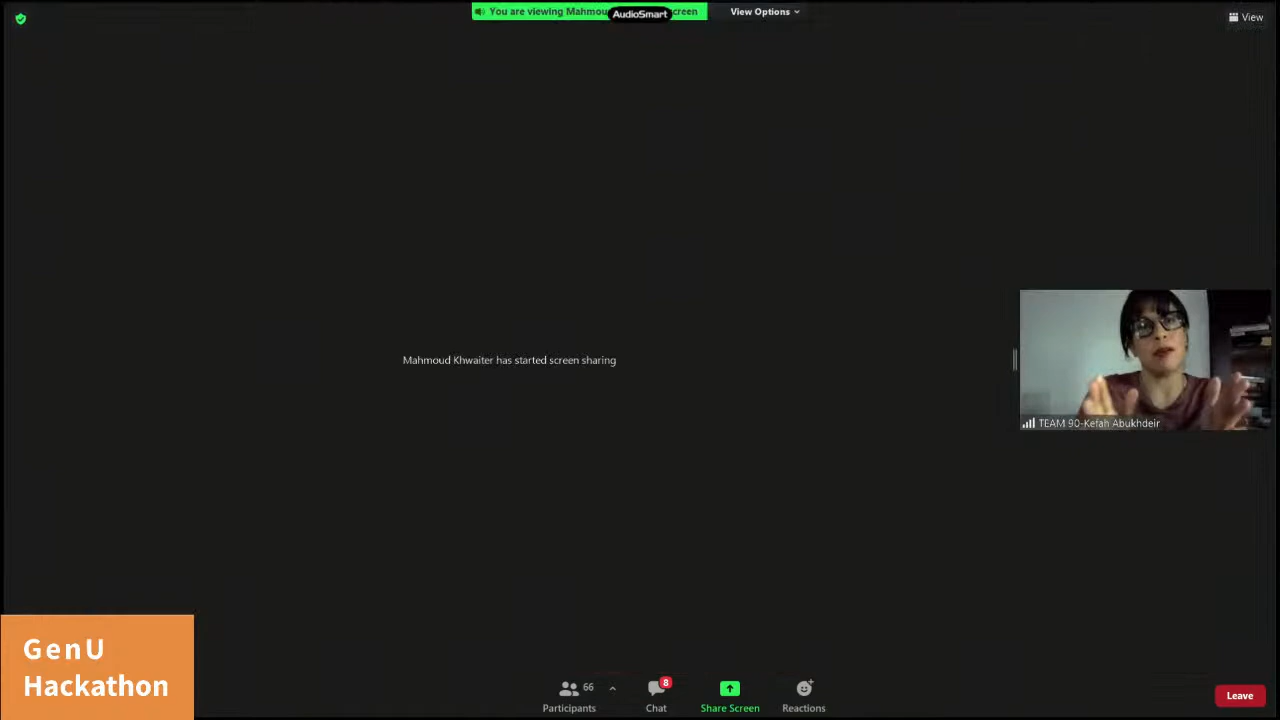 You are viewing Mahmou
AudioSmart
creen
View Options
View
Mahmoud Khwaiter has started screen sharing
TEAM 90-Kefah Abukhdeir
GenU
Hackathon
66
8
Participants
Chat
Share Screen
Reactions
Leave